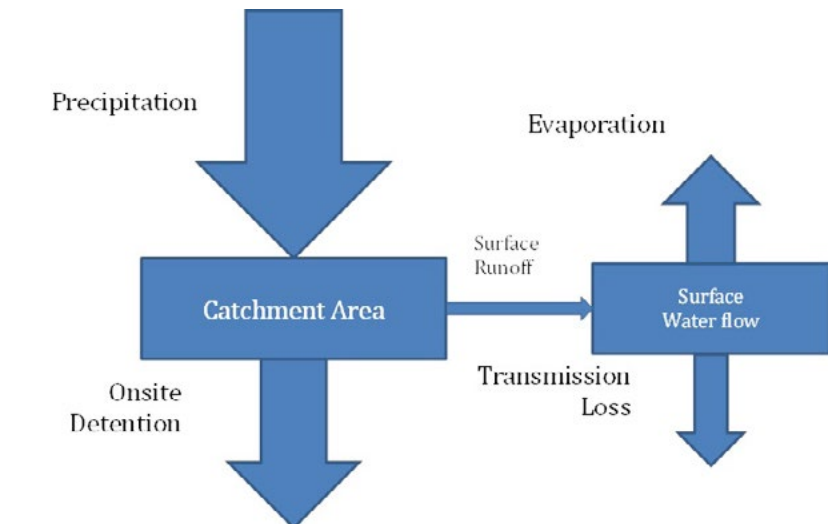 Precipitation
Evaporation
Surface
Runoff
Catchment Area
Surface
Water flow
Onsite
Detention
Transmission
Loss